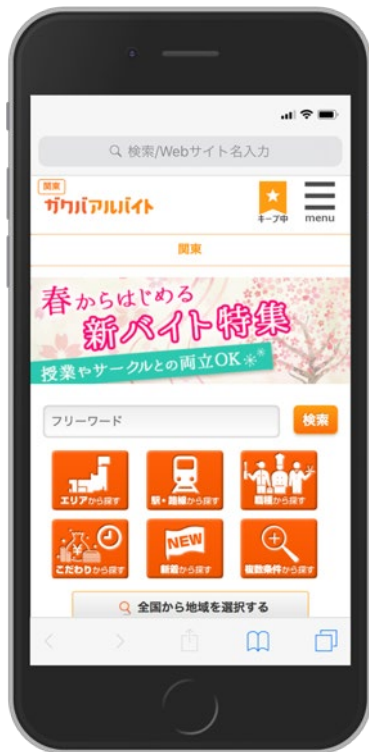 検索/Webサイト名入力
関東
ガクバアルバイト
キープ中
menu
関東
春からはじめる
新バイト特集
授業やサークルとの両立OK
フリーワード
検索
エリアから探す
駅・路線から探す
職種から探す
こだわりから探す
NEW
新着から探す
複数条件から探す
全国から地域を選択する